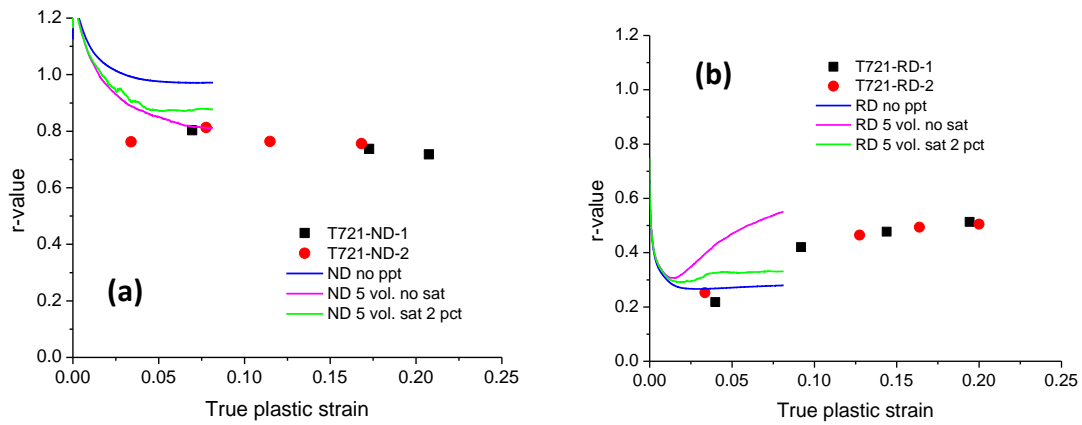 (a)
r-value
1.2
1.0
0.8
0.6
0.4
0.2
0.0
T721-ND-1
T721-ND-2
ND no ppt
ND 5 vol. no sat
ND 5 vol. sat 2 pct
0.00 0.05 0.10 0.15 0.20 0.25
True plastic strain
(b)
r-value
1.2
1.0
0.8
0.6
0.4
0.2
0.0
T721-RD-1
T721-RD-2
RD no ppt
RD 5 vol. no sat
RD 5 vol. sat 2 pct
0.00 0.05 0.10 0.15 0.20 0.25
True plastic strain